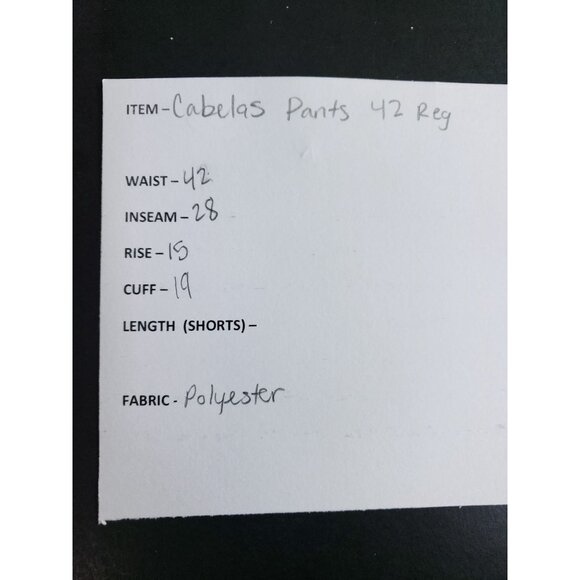 ITEM - Cabelas Pants 42 Reg
WAIST - 42
INSEAM - 28
RISE - 15
CUFF - 19
LENGTH (SHORTS) -
FABRIC - Polyester